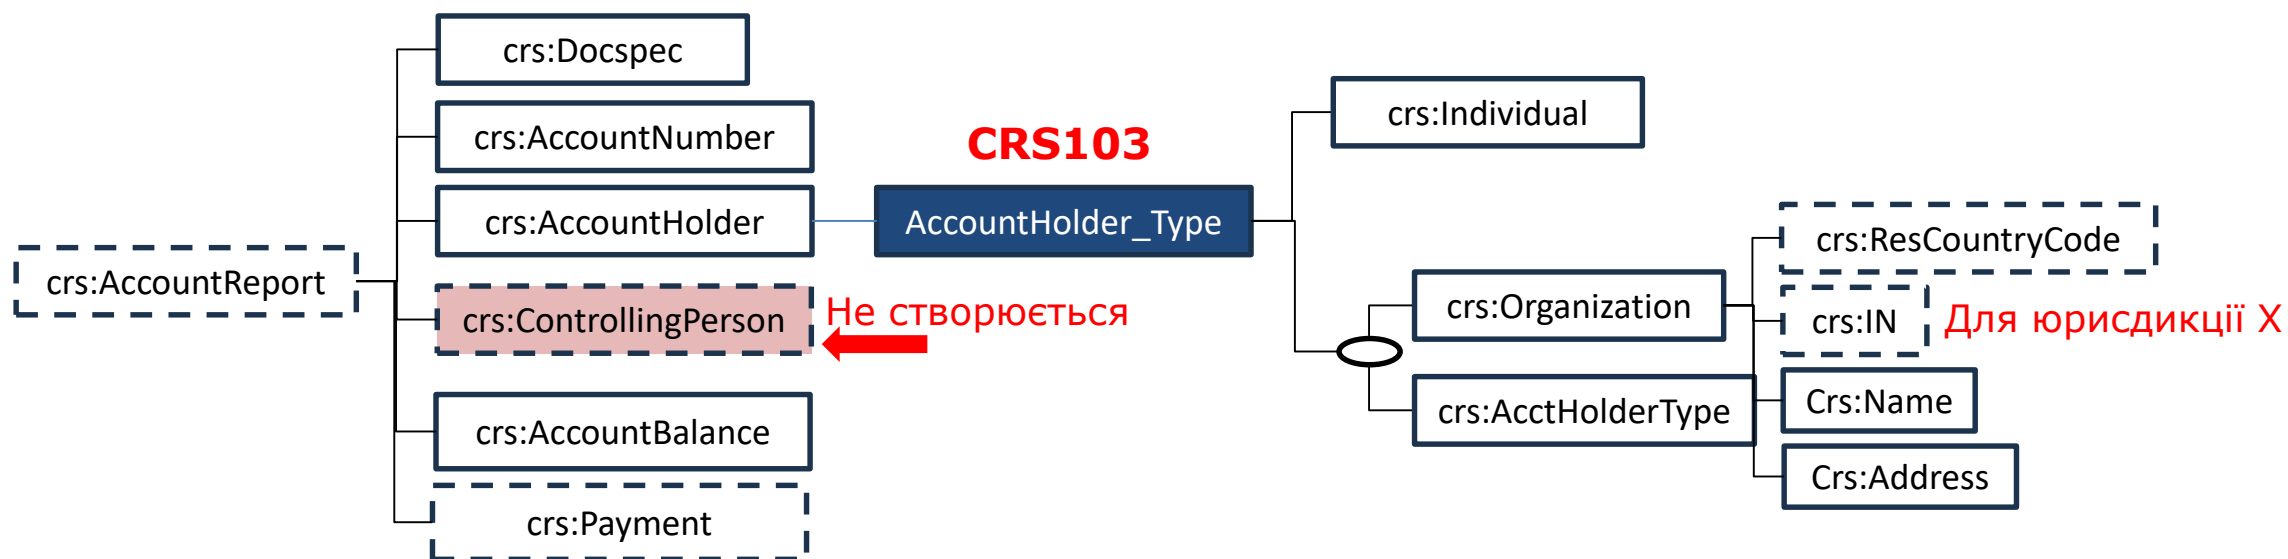 crs:Docspec
crs:AccountNumber
crs:AccountHolder
crs:AccountReport
crs:ControllingPerson
Не створюється
crs:AccountBalance
crs:Payment
CRS103
AccountHolder_Type
crs:Individual
crs:Organization
crs:AcctHolderType
crs:ResCountryCode
crs:IN
Для юрисдикції X
Crs:Name
Crs:Address